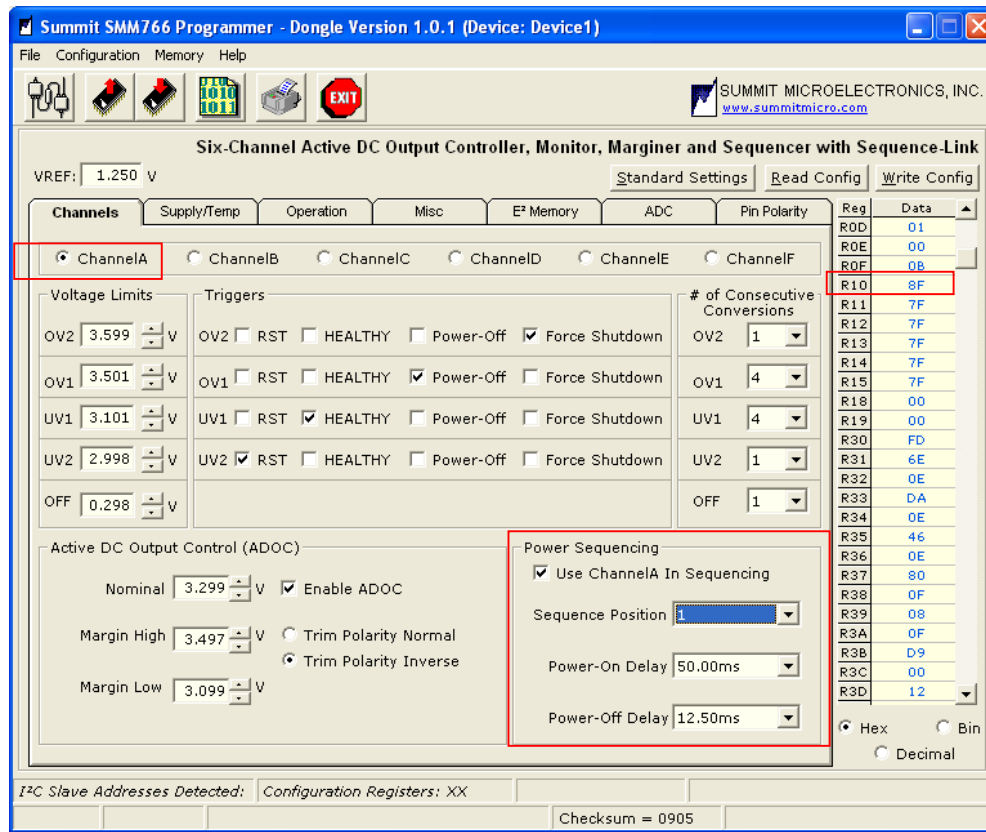 Summit SMM766 Programmer - Dongle Version 1.0.1 (Device: Device1)
File Configuration Memory Help
1010
1011
EXIT
SUMMIT MICROELECTRONICS, INC.
www.summitmicro.com
Six-Channel Active DC Output Controller, Monitor, Marginer and Sequencer with Sequence-Link
VREF: 1.250 V
Standard Settings Read Config Write Config
Channels Supply/Temp Operation Misc E² Memory ADC Pin Polarity
ChannelA ChannelB ChannelC ChannelD ChannelE ChannelF
Voltage Limits Triggers # of Consecutive
Conversions
OV2 3.599 V OV2 RST HEALTHY Power-Off Force Shutdown OV2 1
OV1 3.501 V OV1 RST HEALTHY Power-Off Force Shutdown OV1 4
UV1 3.101 V UV1 RST HEALTHY Power-Off Force Shutdown UV1 4
UV2 2.998 V UV2 RST HEALTHY Power-Off Force Shutdown UV2 1
OFF 0.298 V OFF 1
Active DC Output Control (ADOC)
Nominal 3.299 V Enable ADOC
Margin High 3.497 V Trim Polarity Normal
Trim Polarity Inverse
Margin Low 3.099 V
Power Sequencing
Use ChannelA In Sequencing
Sequence Position 1
Power-On Delay 50.00ms
Power-Off Delay 12.50ms
Reg Data
R0D 01
R0E 00
R0F 0B
R10 8F
R11 7F
R12 7F
R13 7F
R14 7F
R15 7F
R18 00
R19 00
R30 FD
R31 6E
R32 0E
R33 DA
R34 0E
R35 46
R36 0E
R37 80
R38 0F
R39 08
R3A 0F
R3B D9
R3C 00
R3D 12
Hex Bin
Decimal
I²C Slave Addresses Detected: Configuration Registers: XX
Checksum = 0905